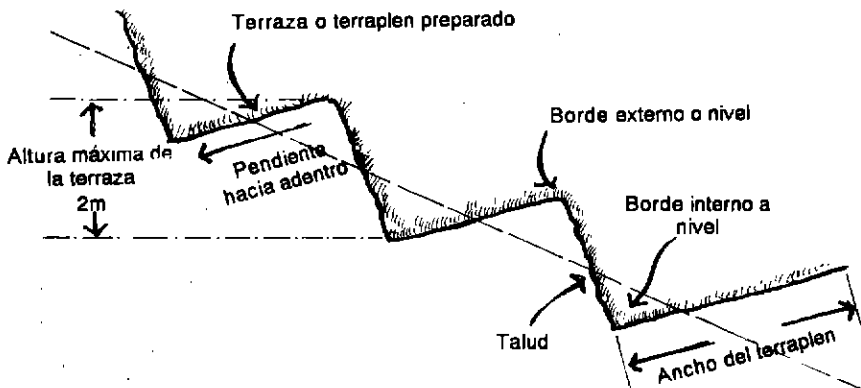 Terraza o terraplen preparado
Altura máxima de
la terraza
2m
Pendiente
hacia adentro
Borde externo o nivel
Borde interno a
nivel
Talud
Ancho del terraplen